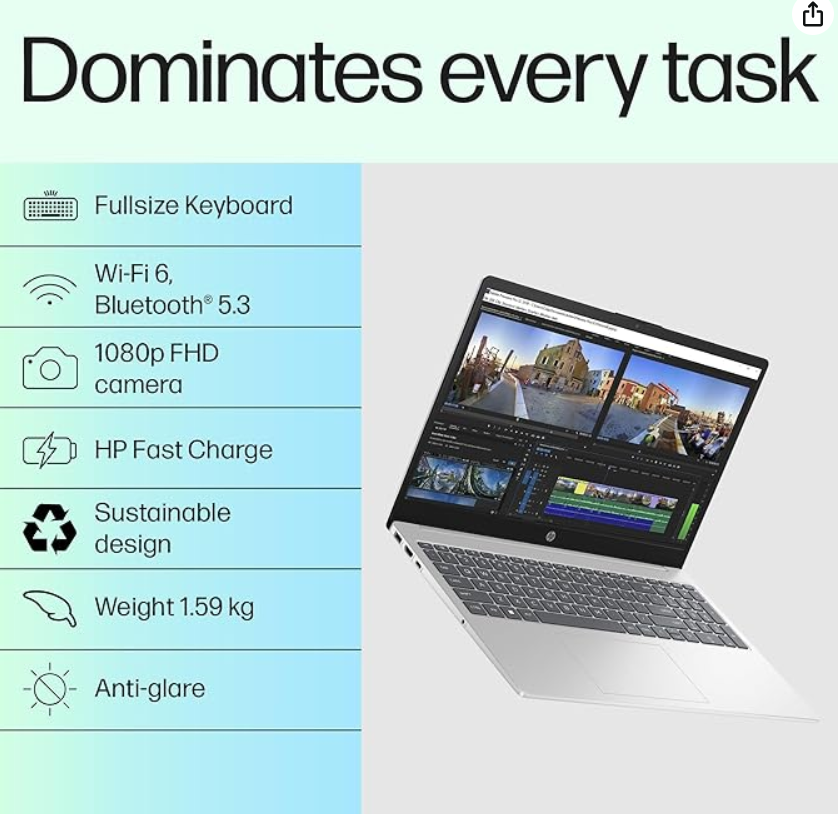 Dominates every task
Fullsize Keyboard
Wi-Fi 6,
Bluetooth® 5.3
1080p FHD
camera
HP Fast Charge
Sustainable
design
Weight 1.59 kg
Anti-glare
hp